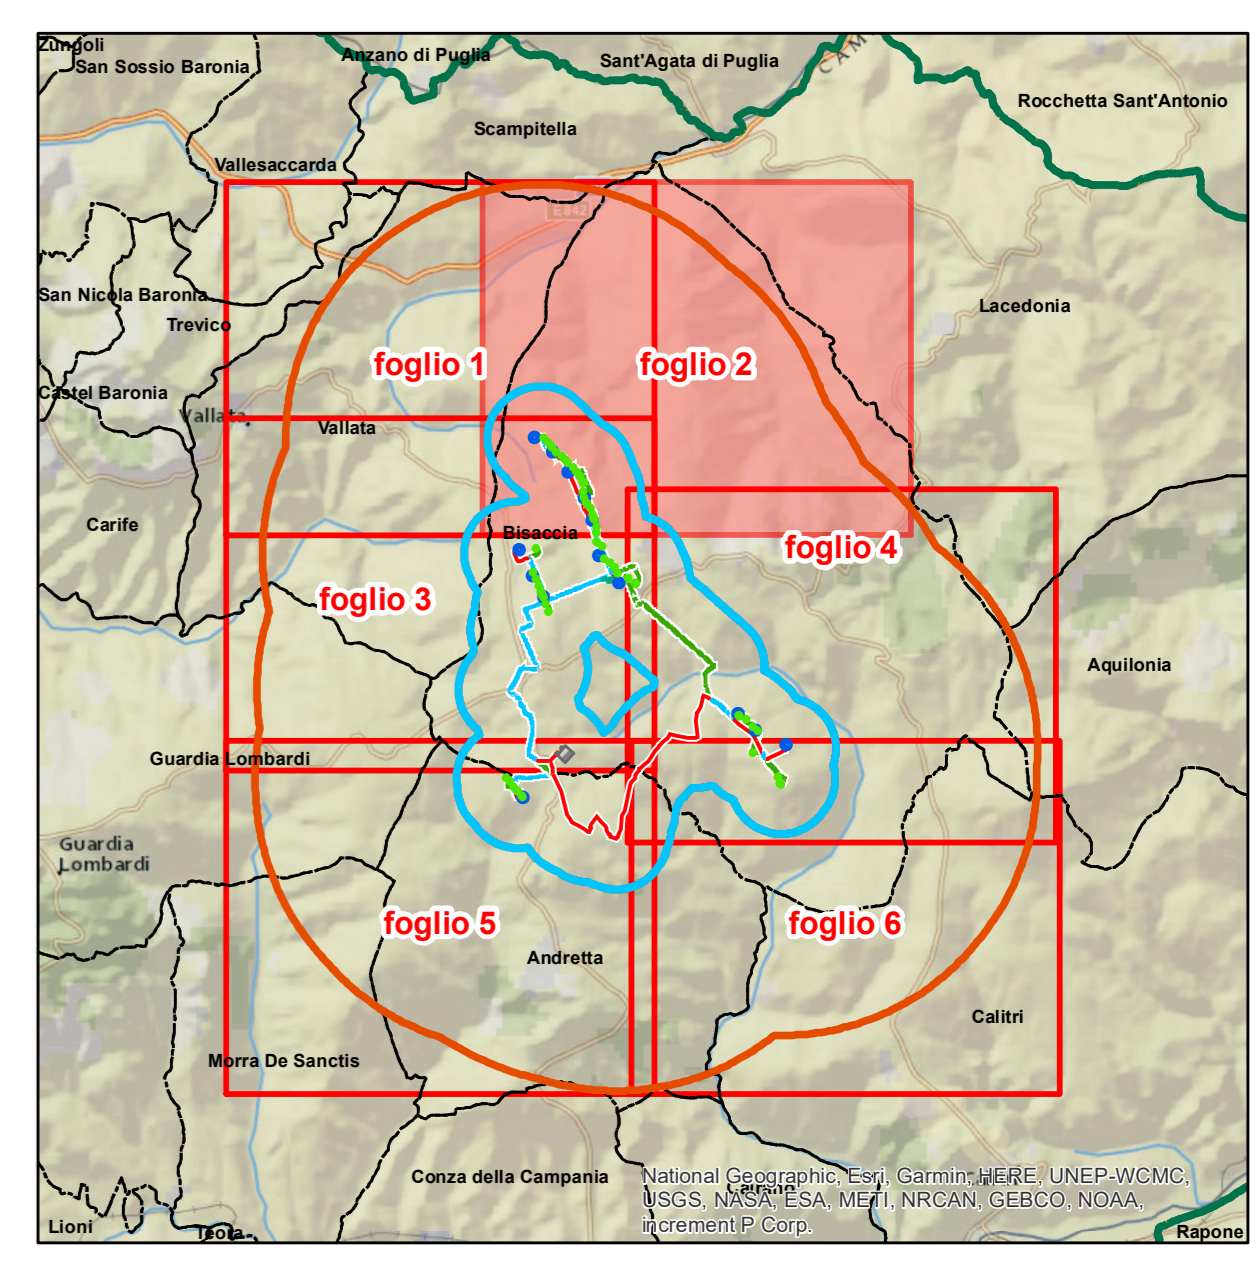 Zungoli
San Sossio Baronia
Anzano di Puglia
Sant'Agata di Puglia
CAM
Rocchetta Sant'Antonio
Scampitella
Vallesaccarda
E842
San Nicola Baronia
Trevico
Lacedonia
foglio 1
foglio 2
Castel Baronia
Vallata
Vallata
Carife
Bisaccia
foglio 4
foglio 3
Aquilonia
Guardia Lombardi
Guardia
Lombardi
foglio 5
foglio 6
Andretta
Calitri
Morra De Sanctis
Conza della Campania
National Geographic, Esri, Garmin, HERE, UNEP-WCMC,
Cairano
USGS, NASA, ESA, METI, NRCAN, GEBCO, NOAA,
increment P Corp.
Lioni
Teora
Rapone